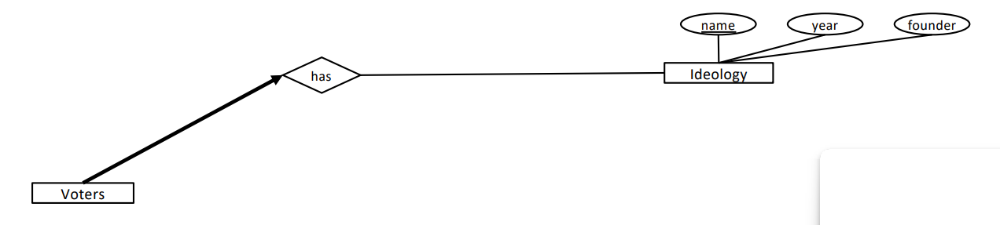 name
year
founder
has
Ideology
Voters